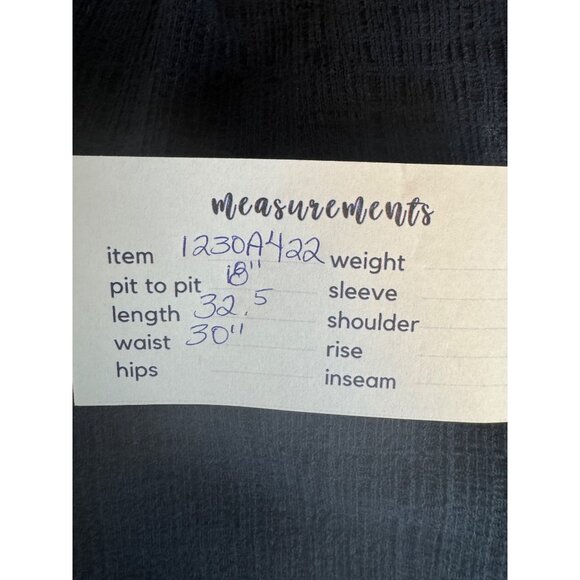 measurements
item 1230A422
pit to pit 18"
length 32.5
waist 30"
hips
weight
sleeve
shoulder
rise
inseam